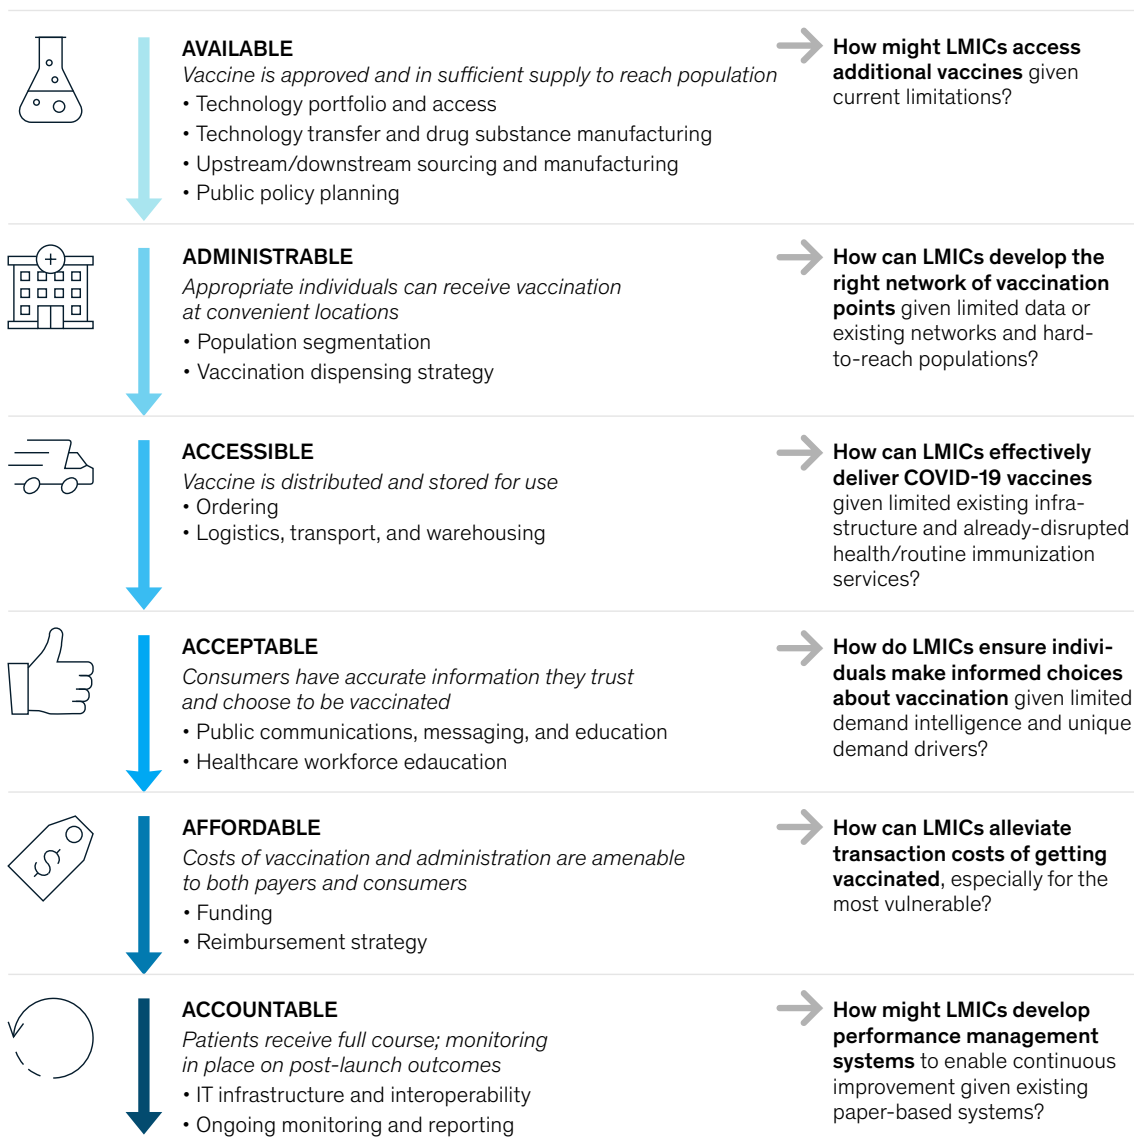 AVAILABLE
Vaccine is approved and in sufficient supply to reach population
• Technology portfolio and access
• Technology transfer and drug substance manufacturing
• Upstream/downstream sourcing and manufacturing
• Public policy planning
How might LMICs access
additional vaccines given
current limitations?
ADMINISTRABLE
Appropriate individuals can receive vaccination
at convenient locations
• Population segmentation
• Vaccination dispensing strategy
How can LMICs develop the
right network of vaccination
points given limited data or
existing networks and hard-
to-reach populations?
ACCESSIBLE
Vaccine is distributed and stored for use
• Ordering
• Logistics, transport, and warehousing
How can LMICs effectively
deliver COVID-19 vaccines
given limited existing infra-
structure and already-disrupted
health/routine immunization
services?
ACCEPTABLE
Consumers have accurate information they trust
and choose to be vaccinated
• Public communications, messaging, and education
• Healthcare workforce edaucation
How do LMICs ensure indivi-
duals make informed choices
about vaccination given limited
demand intelligence and unique
demand drivers?
$
AFFORDABLE
Costs of vaccination and administration are amenable
to both payers and consumers
• Funding
• Reimbursement strategy
How can LMICs alleviate
transaction costs of getting
vaccinated, especially for the
most vulnerable?
ACCOUNTABLE
Patients receive full course; monitoring
in place on post-launch outcomes
• IT infrastructure and interoperability
• Ongoing monitoring and reporting
How might LMICs develop
performance management
systems to enable continuous
improvement given existing
paper-based systems?